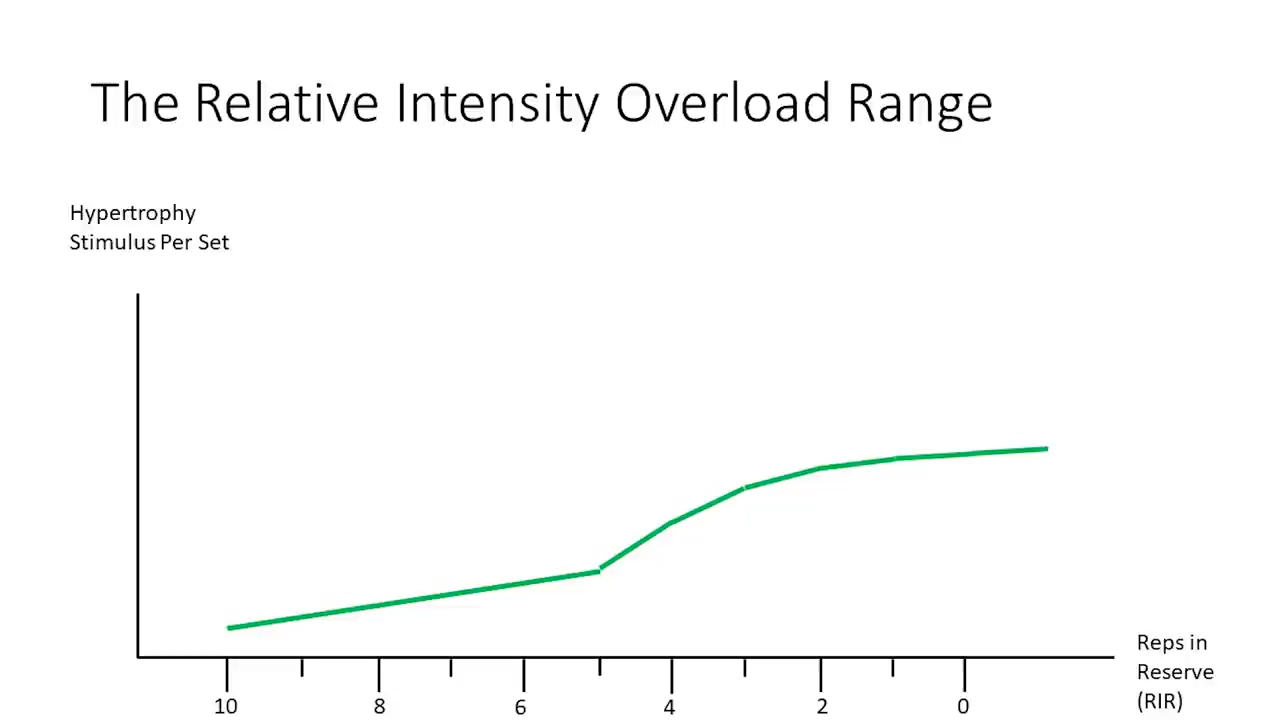 The Relative Intensity Overload Range
Hypertrophy
Stimulus Per Set
Reps in
Reserve
(RIR)
10
8
6
4
2
0